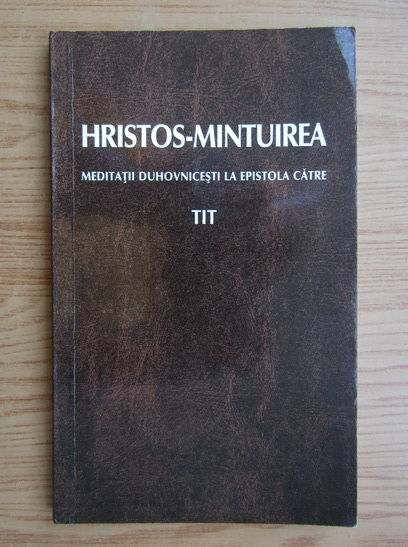 HRISTOS-MINTUIREA
MEDITAȚII DUHOVNICEȘTI LA EPISTOLA CĂTRE
TIT